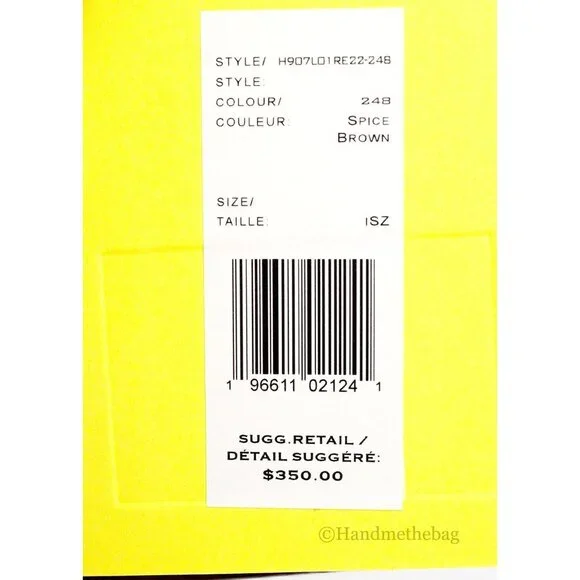 STYLE/ H907L01RE22-248
STYLE:
COLOUR/ 248
COULEUR: SPICE
BROWN
SIZE/
TAILLE: 1SZ
1 96611 02124 1
SUGG.RETAIL /
DÉTAIL SUGGÉRÉ:
$350.00
©Handmethebag